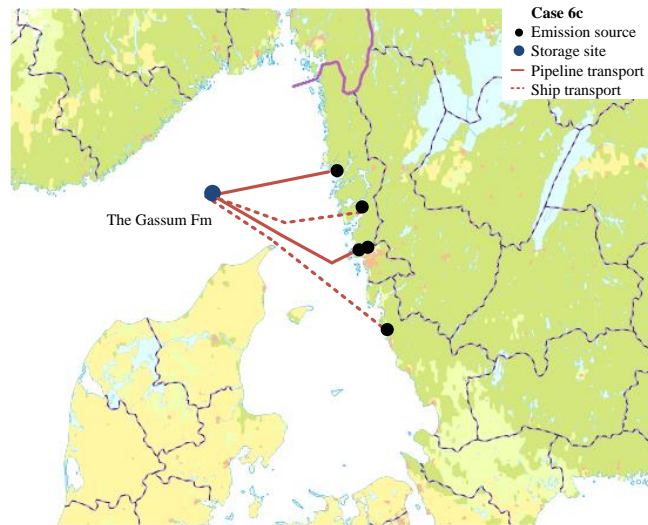 Case 6c
Emission source
Storage site
Pipeline transport
Ship transport
The Gassum Fm